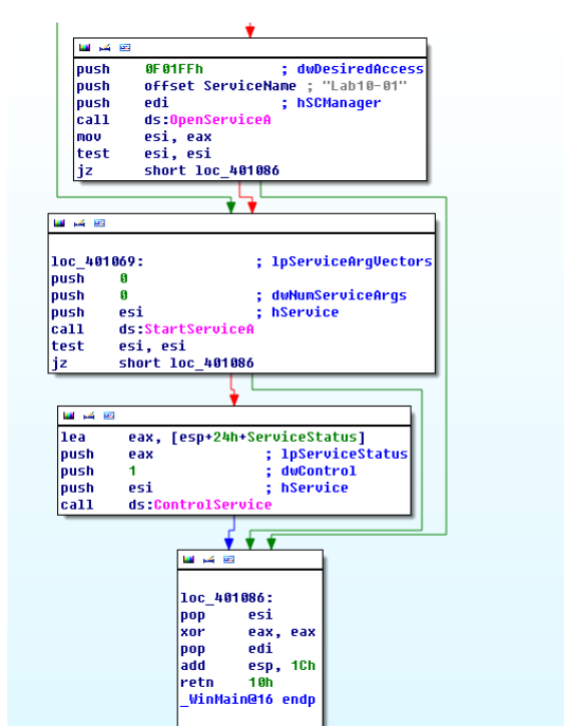 push 0F01FFh ; dwDesiredAccess
push offset ServiceName ; "Lab10-01"
push edi ; hSCManager
call ds:OpenServiceA
mov esi, eax
test esi, esi
jz short loc_401086
loc_401069: ; lpServiceArgVectors
push 0
push 0 ; dwNumServiceArgs
push esi ; hService
call ds:StartServiceA
test esi, esi
jz short loc_401086
lea eax, [esp+24h+ServiceStatus]
push eax ; lpServiceStatus
push 1 ; dwControl
push esi ; hService
call ds:ControlService
loc_401086:
pop esi
xor eax, eax
pop edi
add esp, 1Ch
retn 10h
_WinMain@16 endp